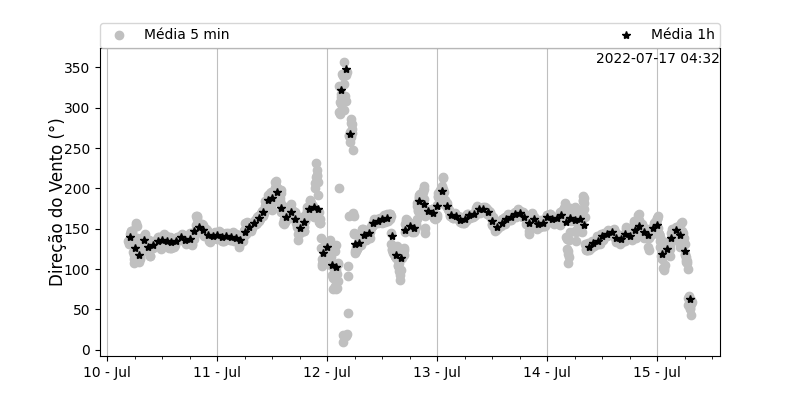 Média 5 min
Média 1h
2022-07-17 04:32
Direção do Vento (°)
350
300
250
200
150
100
50
0
10 - Jul
11 - Jul
12 - Jul
13 - Jul
14 - Jul
15 - Jul